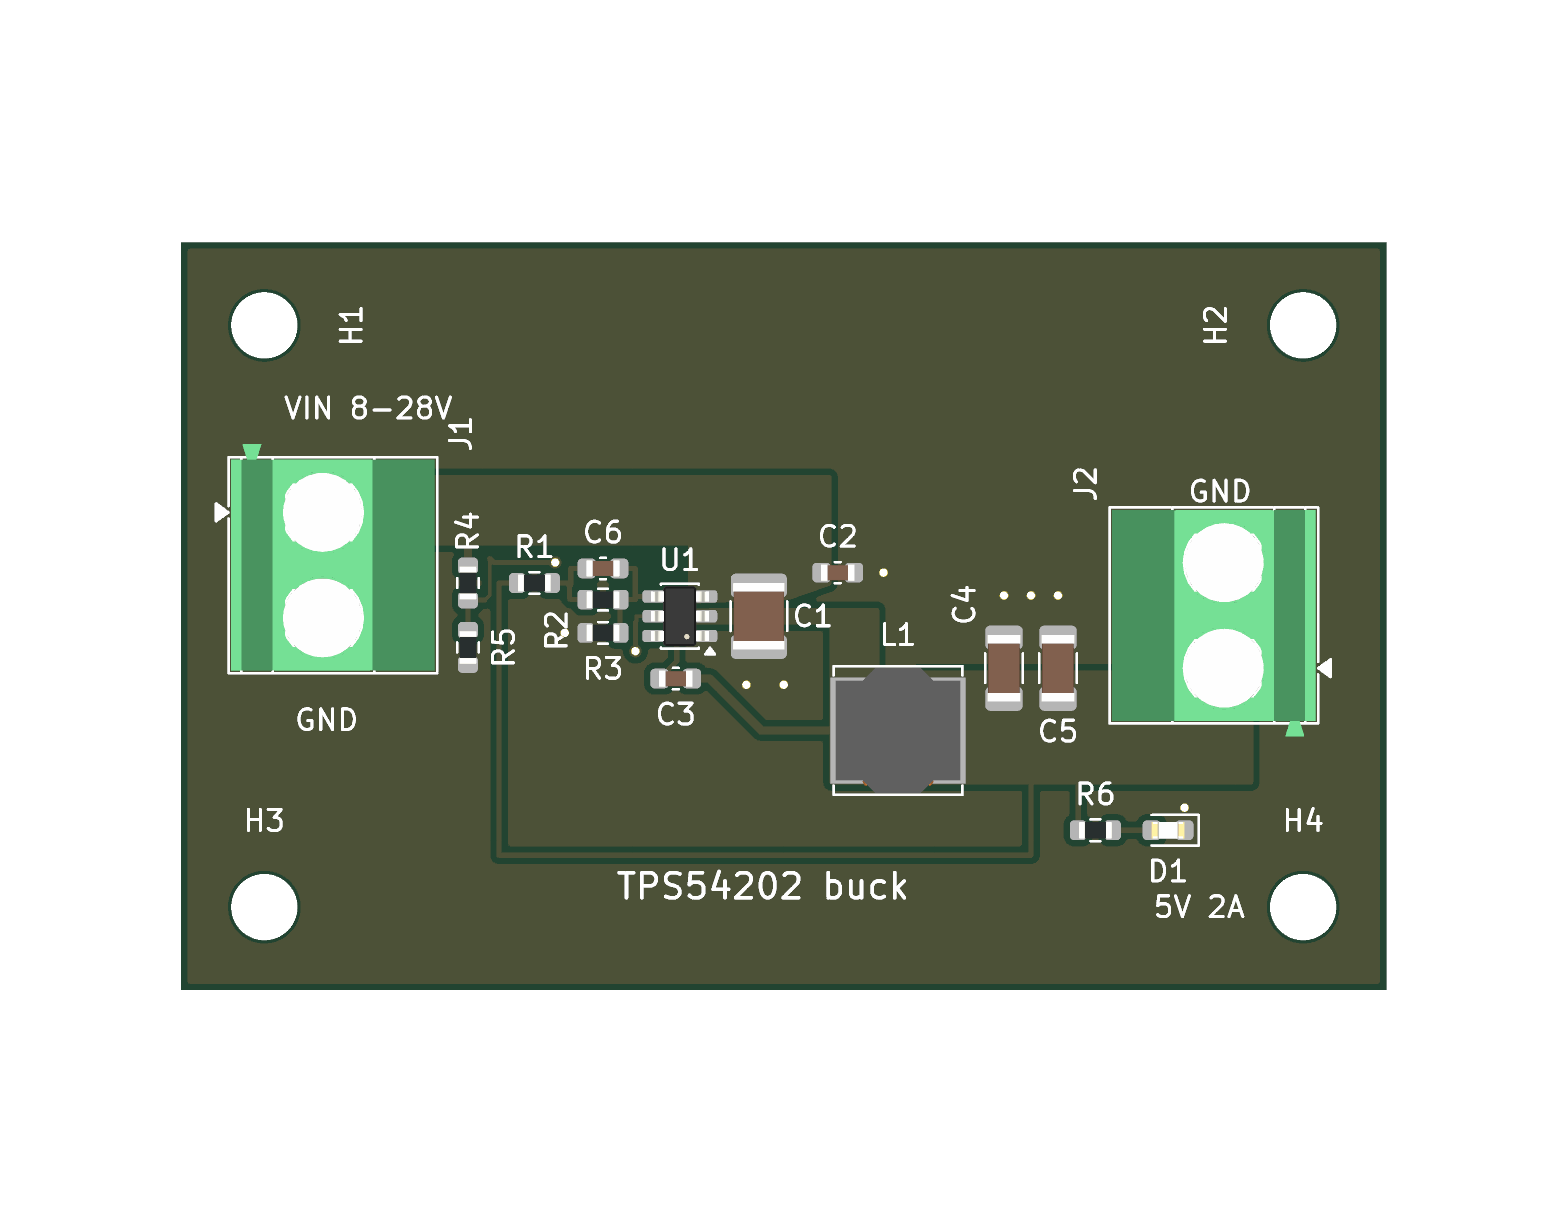 H1
H2
VIN 8-28V
J1
J2
GND
R4
C6
R1
C2
U1
C4
C1
R2
L1
R5
R3
C3
GND
C5
R6
H3
H4
D1
TPS54202 buck
5V 2A